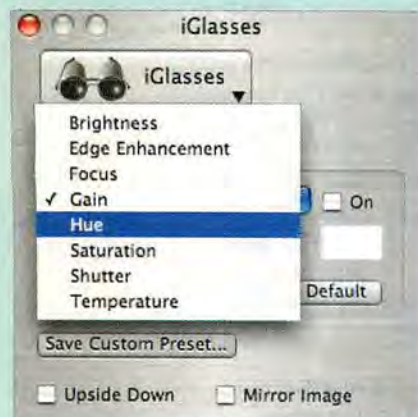 iGlasses
iGlasses
Brightness
Edge Enhancement
Focus
✓ Gain
On
Hue
Saturation
Shutter
Temperature
Default
Save Custom Preset...
Upside Down
Mirror Image